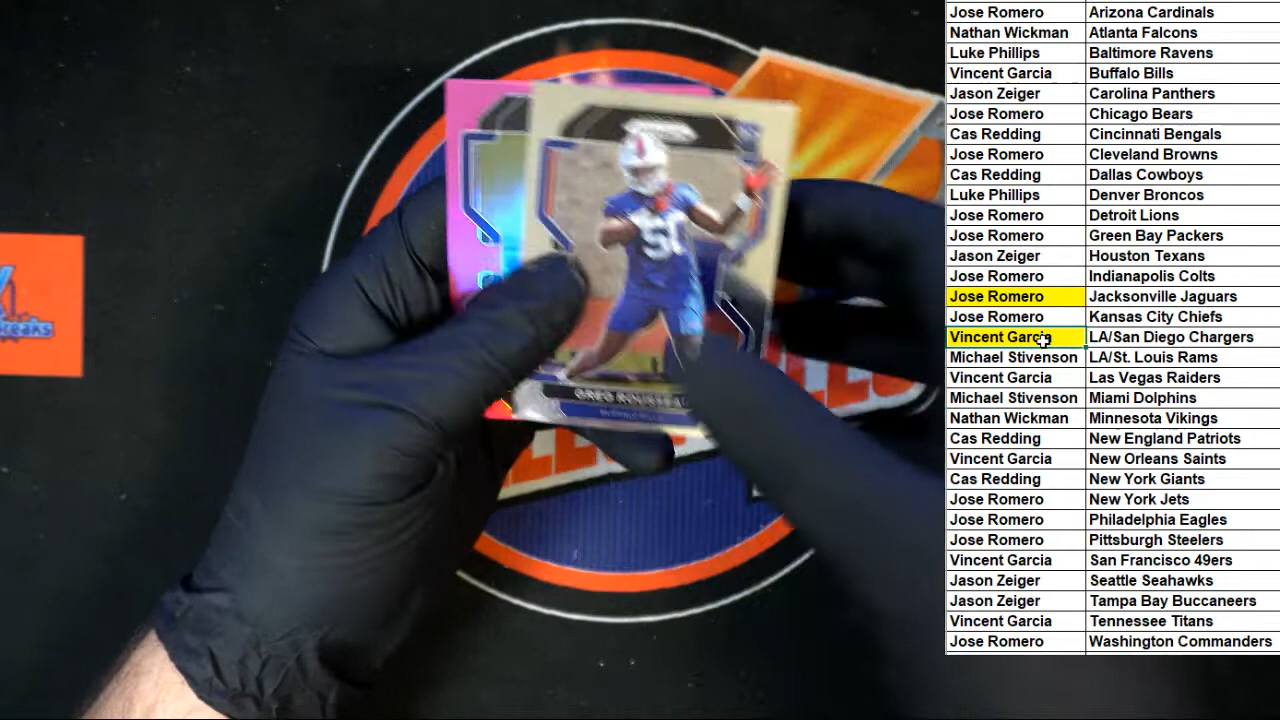 Jose Romero Arizona Cardinals
Nathan Wickman Atlanta Falcons
Luke Phillips Baltimore Ravens
Vincent Garcia Buffalo Bills
Jason Zeiger Carolina Panthers
Jose Romero Chicago Bears
Cas Redding Cincinnati Bengals
Jose Romero Cleveland Browns
Cas Redding Dallas Cowboys
Luke Phillips Denver Broncos
Jose Romero Detroit Lions
Jose Romero Green Bay Packers
Jason Zeiger Houston Texans
Jose Romero Indianapolis Colts
Jose Romero Jacksonville Jaguars
Jose Romero Kansas City Chiefs
Vincent Garcia LA/San Diego Chargers
Michael Stivenson LA/St. Louis Rams
Vincent Garcia Las Vegas Raiders
Michael Stivenson Miami Dolphins
Nathan Wickman Minnesota Vikings
Cas Redding New England Patriots
Vincent Garcia New Orleans Saints
Cas Redding New York Giants
Jose Romero New York Jets
Jose Romero Philadelphia Eagles
Jose Romero Pittsburgh Steelers
Vincent Garcia San Francisco 49ers
Jason Zeiger Seattle Seahawks
Jason Zeiger Tampa Bay Buccaneers
Vincent Garcia Tennessee Titans
Jose Romero Washington Commanders
50
GREG